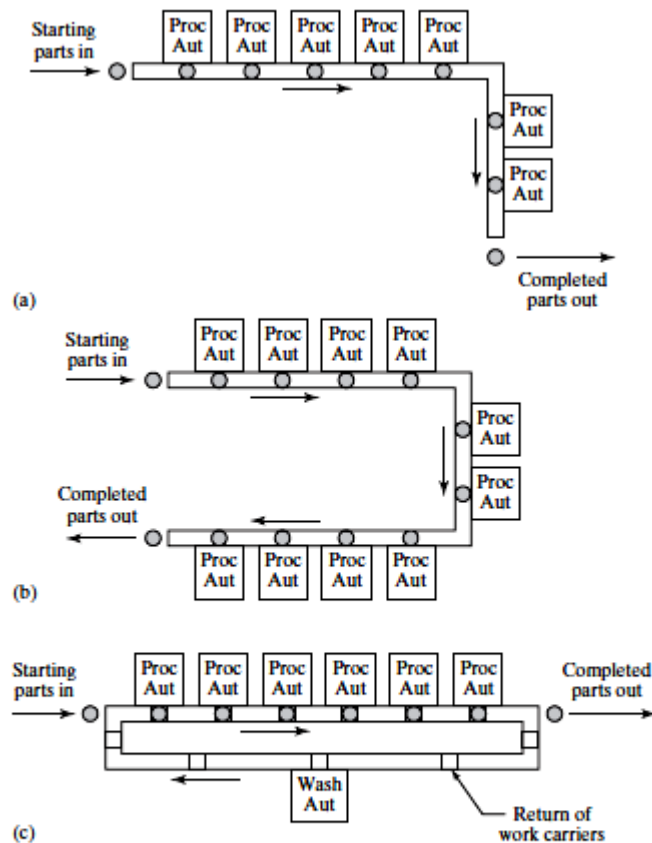 Starting
parts in
Proc
Aut
Proc
Aut
Proc
Aut
Proc
Aut
Proc
Aut
Proc
Aut
Proc
Aut
Completed
parts out
(a)
Starting
parts in
Proc
Aut
Proc
Aut
Proc
Aut
Proc
Aut
Proc
Aut
Proc
Aut
Completed
parts out
Proc
Aut
Proc
Aut
Proc
Aut
Proc
Aut
(b)
Starting
parts in
Proc
Aut
Proc
Aut
Proc
Aut
Proc
Aut
Proc
Aut
Proc
Aut
Completed
parts out
Wash
Aut
Return of
work carriers
(c)